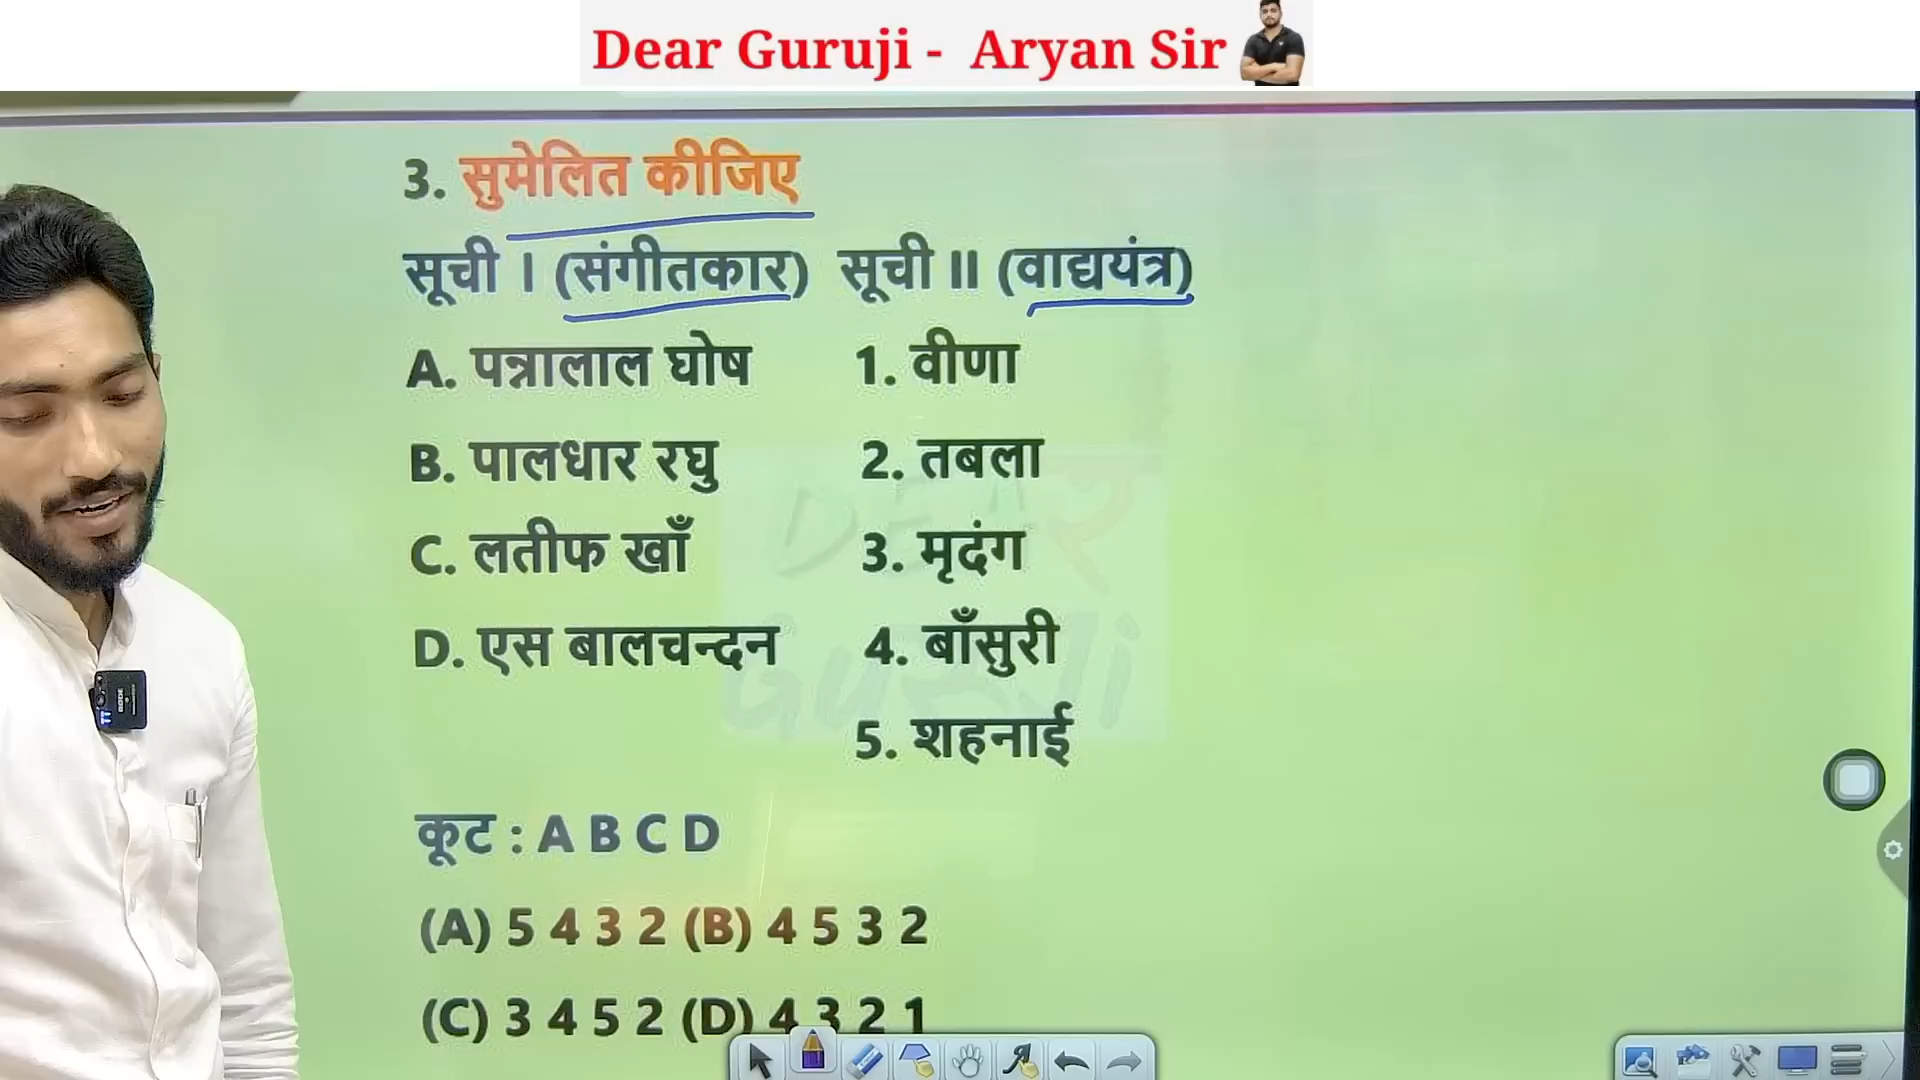 Dear Guruji - Aryan Sir
3. सुमेलित कीजिए
सूची । (संगीतकार) सूची II (वाद्ययंत्र)
A. पन्नालाल घोष 1. वीणा
B. पालधार रघु 2. तबला
C. लतीफ खाँ 3. मृदंग
D. एस बालचन्दन 4. बाँसुरी
5. शहनाई
DEAR
GURJi
कूट : A B C D
(A) 5 4 3 2 (B) 4 5 3 2
(C) 3 4 5 2 (D) 4 3 2 1